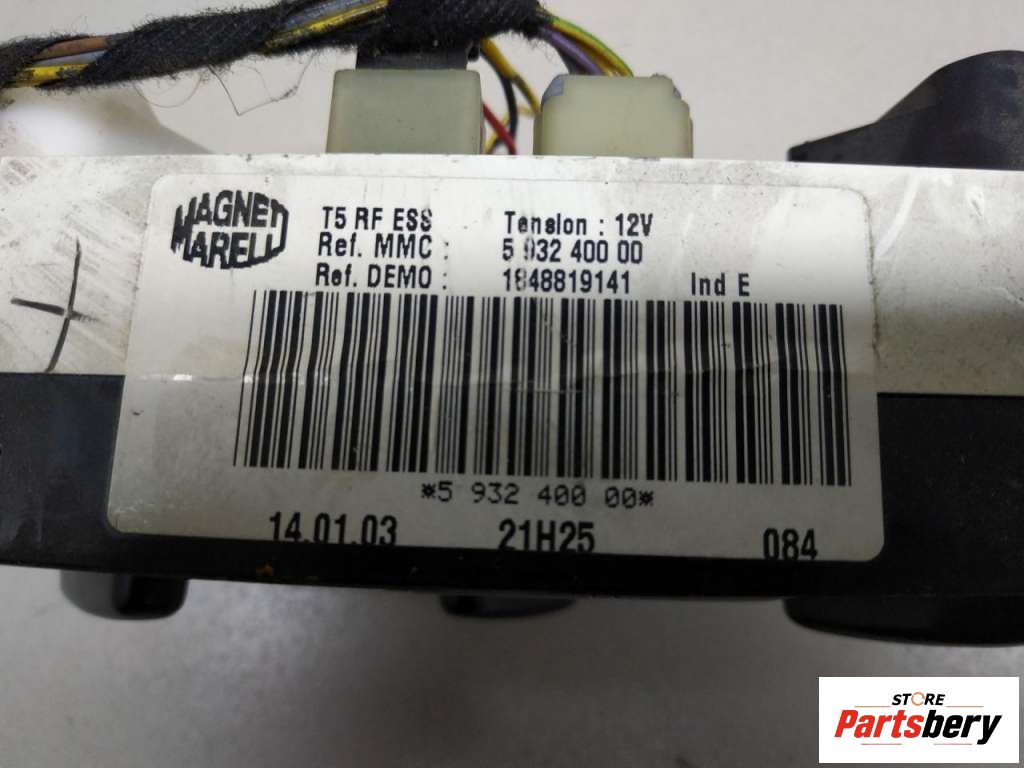 MAGNETI MARELLI
T5 RF ESS Tension : 12V
Ref. MMC : 5 932 400 00
Ref. DEMO : 1848819141 Ind E
*5 932 400 00*
14.01.03 21H25 084
STORE
Partsbery